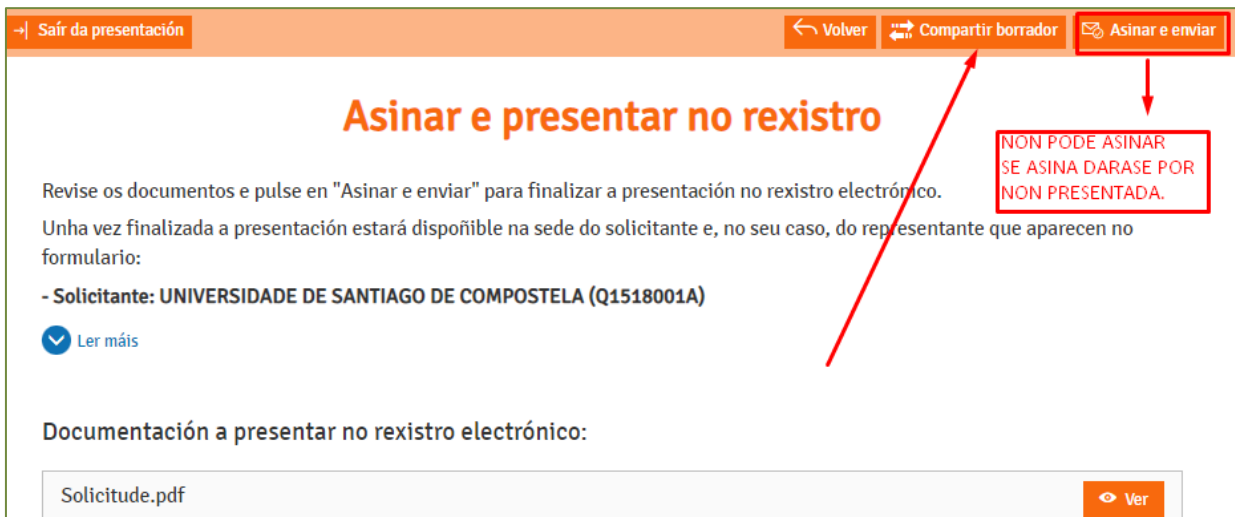 Saír da presentación
Volver
Compartir borrador
Asinar e enviar
Asinar e presentar no rexistro
NON PODE ASINAR
SE ASINA DARASE POR
NON PRESENTADA.
Revise os documentos e pulse en "Asinar e enviar" para finalizar a presentación no rexistro electrónico.
Unha vez finalizada a presentación estará dispoñible na sede do solicitante e, no seu caso, do representante que aparecen no
formulario:
- Solicitante: UNIVERSIDADE DE SANTIAGO DE COMPOSTELA (Q1518001A)
Ler máis
Documentación a presentar no rexistro electrónico:
Solicitude.pdf
Ver